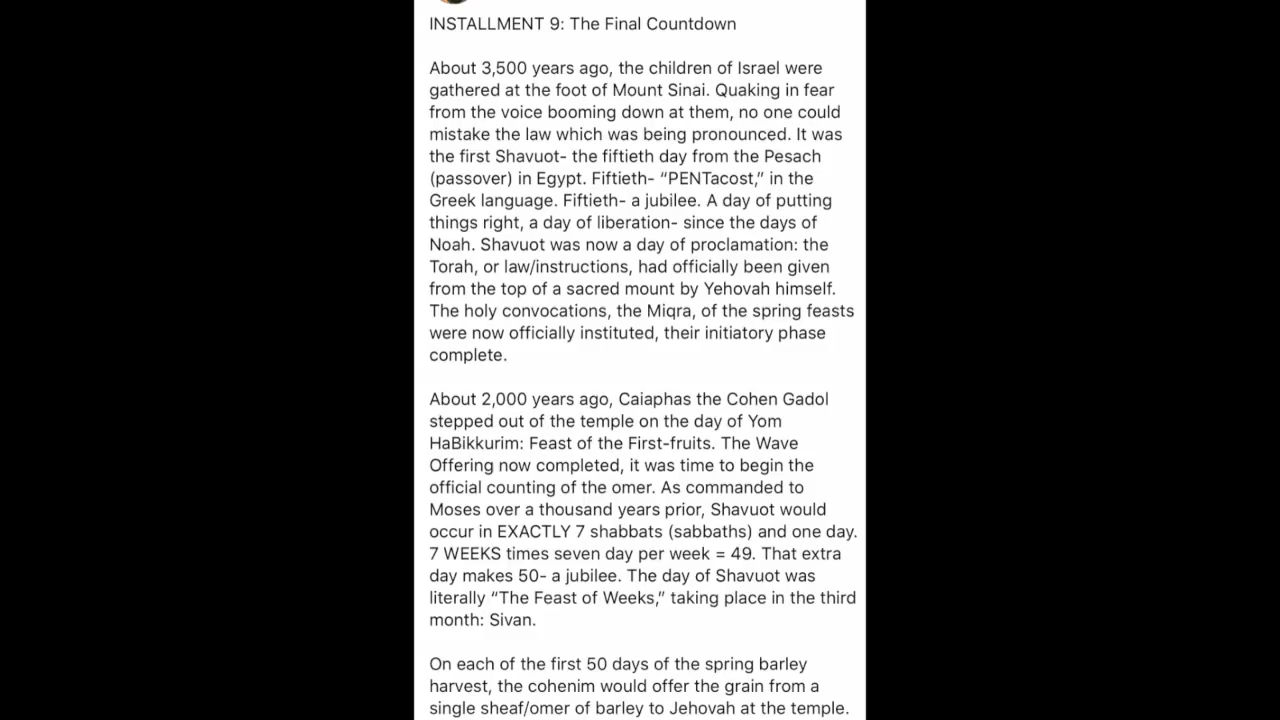 INSTALLMENT 9: The Final Countdown
About 3,500 years ago, the children of Israel were
gathered at the foot of Mount Sinai. Quaking in fear
from the voice booming down at them, no one could
mistake the law which was being pronounced. It was
the first Shavuot- the fiftieth day from the Pesach
(passover) in Egypt. Fiftieth- “PENTacost,” in the
Greek language. Fiftieth- a jubilee. A day of putting
things right, a day of liberation- since the days of
Noah. Shavuot was now a day of proclamation: the
Torah, or law/instructions, had officially been given
from the top of a sacred mount by Yehovah himself.
The holy convocations, the Miqra, of the spring feasts
were now officially instituted, their initiatory phase
complete.
About 2,000 years ago, Caiaphas the Cohen Gadol
stepped out of the temple on the day of Yom
HaBikkurim: Feast of the First-fruits. The Wave
Offering now completed, it was time to begin the
official counting of the omer. As commanded to
Moses over a thousand years prior, Shavuot would
occur in EXACTLY 7 shabbats (sabbaths) and one day.
7 WEEKS times seven day per week = 49. That extra
day makes 50- a jubilee. The day of Shavuot was
literally “The Feast of Weeks,” taking place in the third
month: Sivan.
On each of the first 50 days of the spring barley
harvest, the cohenim would offer the grain from a
single sheaf/omer of barley to Jehovah at the temple.